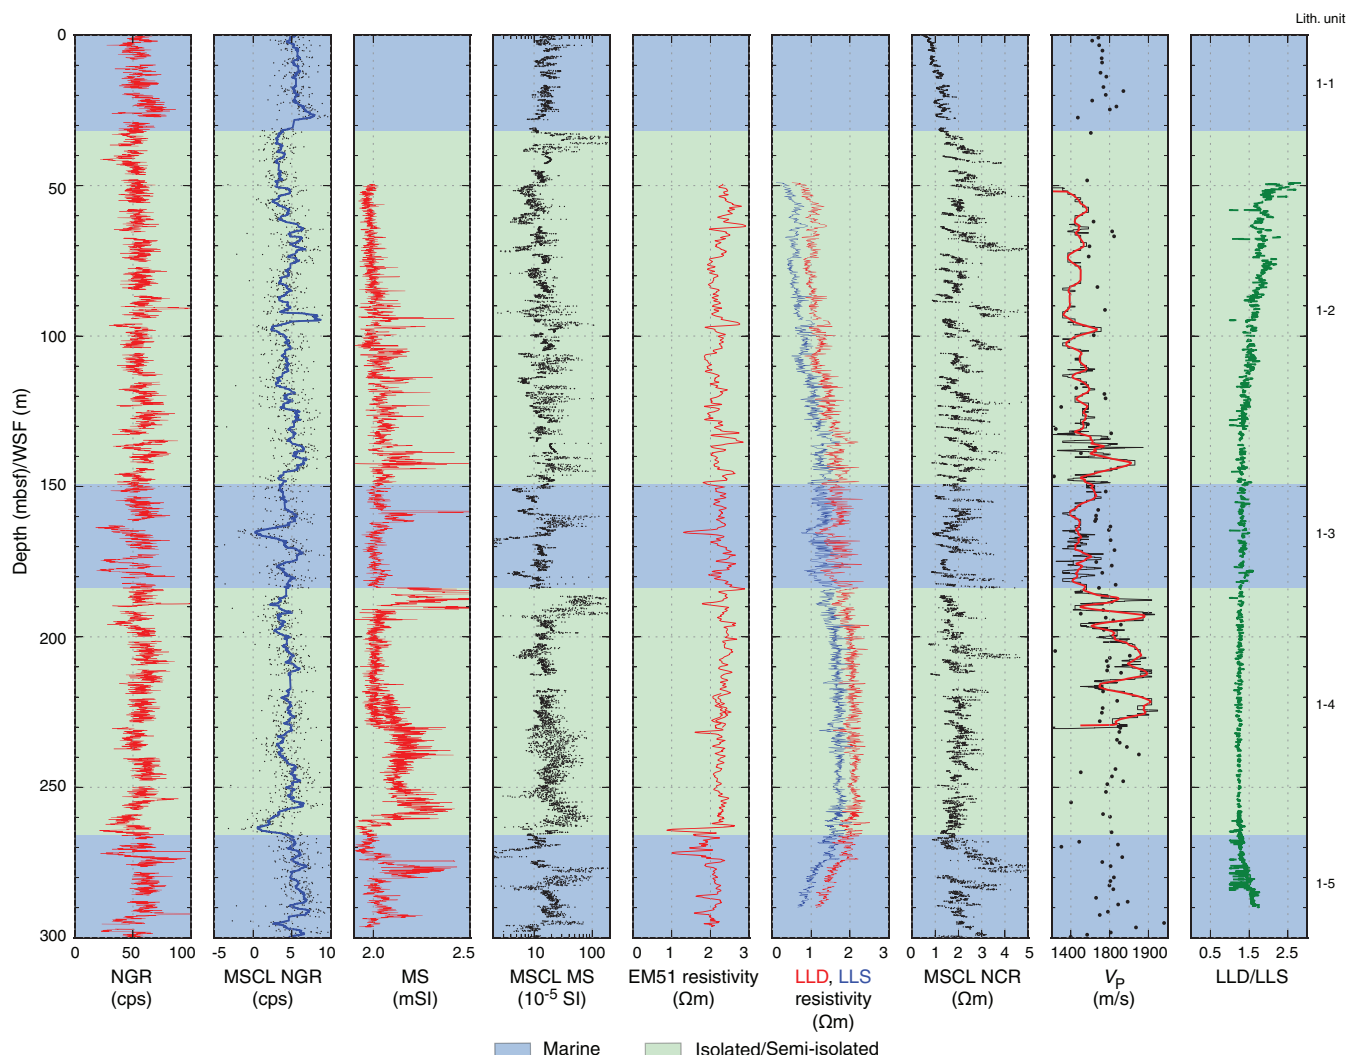 Lith. unit
0
50
100
150
200
250
300
Depth (mbsf)/WSF (m)
1-1
1-2
1-3
1-4
1-5
0 50 100
-5 0 5 10
2.0 2.5
10 100
0 1 2 3
0 1 2 3
0 1 2 3 4 5
1400 1800 1900
0.5 1.5 2.5
NGR
(cps)
MSCL NGR
(cps)
MS
(mSI)
MSCL MS
(10-5 SI)
EM51 resistivity
(Ωm)
LLD, LLS
resistivity
(Ωm)
MSCL NCR
(Ωm)
VP
(m/s)
LLD/LLS
Marine
Isolated/Semi-isolated